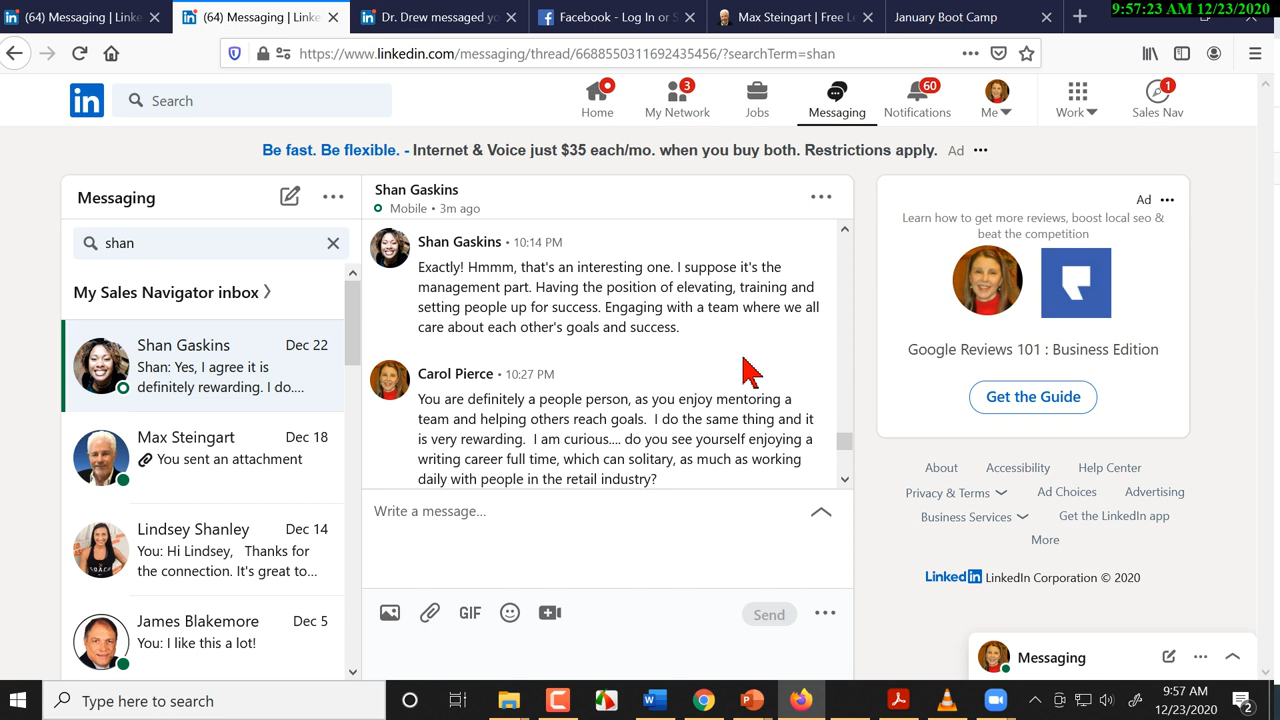 9:57:23 AM 12/23/2020
(64) Messaging | Linke
(64) Messaging | Linke
Dr. Drew messaged yo
Facebook - Log In or S
Max Steingart | Free Le
January Boot Camp
https://www.linkedin.com/messaging/thread/6688550311692435456/?searchTerm=shan
in
Search
Home
3
My Network
Jobs
Messaging
60
Notifications
Me
Work
1
Sales Nav
Be fast. Be flexible. - Internet & Voice just $35 each/mo. when you buy both. Restrictions apply. Ad
Messaging
shan
My Sales Navigator inbox
Shan Gaskins Dec 22
Shan: Yes, I agree it is
definitely rewarding. I do....
Max Steingart Dec 18
You sent an attachment
Lindsey Shanley Dec 14
You: Hi Lindsey, Thanks for
the connection. It's great to...
James Blakemore Dec 5
You: I like this a lot!
Shan Gaskins
Mobile • 3m ago
Shan Gaskins • 10:14 PM
Exactly! Hmmm, that's an interesting one. I suppose it's the
management part. Having the position of elevating, training and
setting people up for success. Engaging with a team where we all
care about each other's goals and success.
Carol Pierce • 10:27 PM
You are definitely a people person, as you enjoy mentoring a
team and helping others reach goals. I do the same thing and it
is very rewarding. I am curious.... do you see yourself enjoying a
writing career full time, which can solitary, as much as working
daily with people in the retail industry?
Write a message...
GIF
Send
Ad
Learn how to get more reviews, boost local seo &
beat the competition
Google Reviews 101 : Business Edition
Get the Guide
About Accessibility Help Center
Privacy & Terms Ad Choices Advertising
Business Services Get the LinkedIn app
More
Linkedin LinkedIn Corporation © 2020
Messaging
Type here to search
9:57 AM
12/23/2020
2